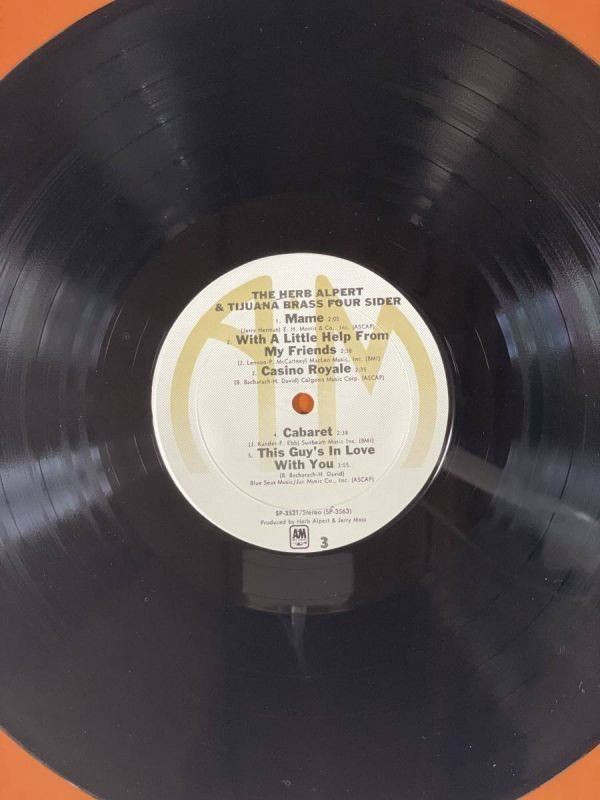 THE HERB ALPERT
& TIJUANA BRASS FOUR SIDER
1. Mame 2:05
(Jerry Herman) E. H. Morris & Co., Inc. (ASCAP)
2. With A Little Help From
My Friends 2:36
(J. Lennon-P. McCartney) Maclen Music, Inc. (BMI)
3. Casino Royale 2:35
(B. Bacharach-H. David) Colgems Music Corp. (ASCAP)
4. Cabaret 2:38
(J. Kander-F. Ebb) Sunbeam Music Inc. (BMI)
5. This Guy's In Love
With You 3:55
(B. Bacharach-H. David)
Blue Seas Music/Jac Music Co., Inc. (ASCAP)
SP-3521/Stereo (SP-3563)
Produced by Herb Alpert & Jerry Moss
A&M
3